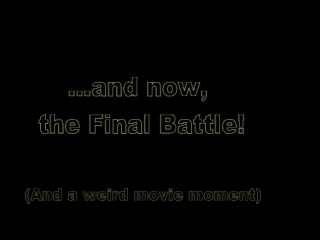 ...and now,
the Final Battle!
(And a weird movie moment)